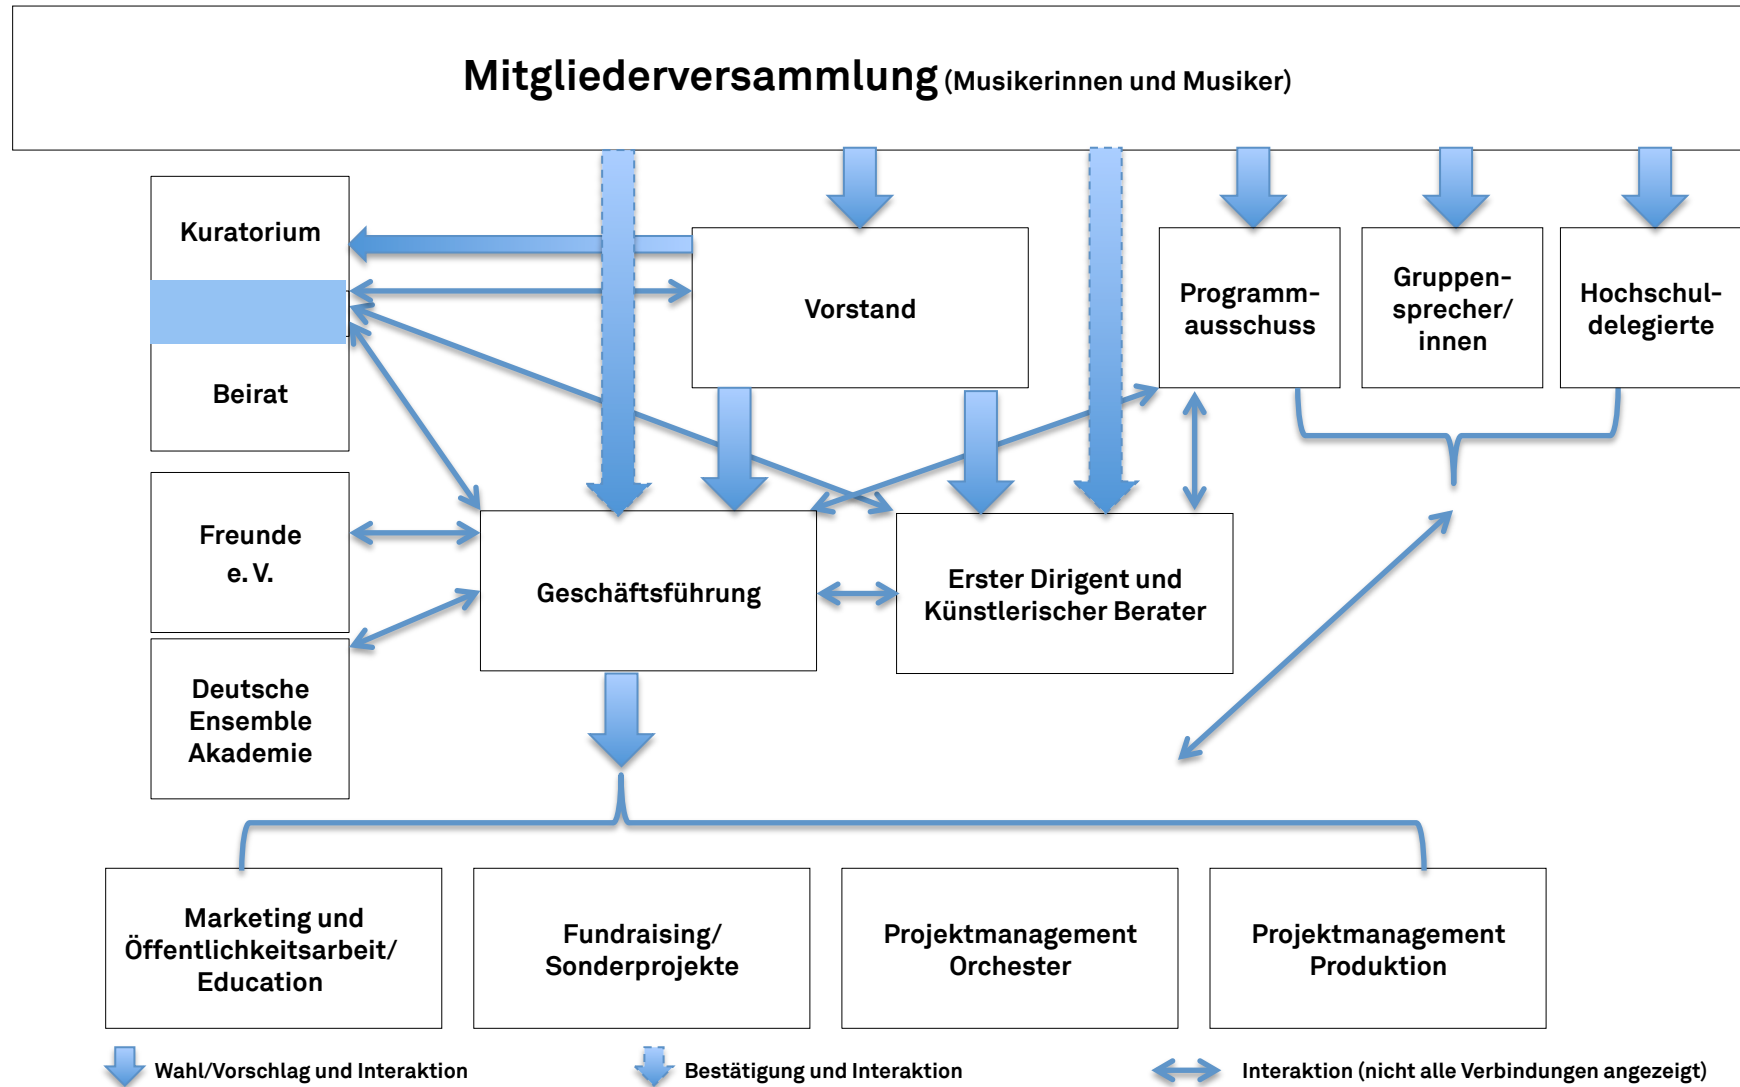 Mitgliederversammlung (Musikerinnen und Musiker)
Kuratorium
Beirat
Vorstand
Programm-
ausschuss
Gruppen-
sprecher/
innen
Hochschul-
delegierte
Freunde
e. V.
Geschäftsführung
Erster Dirigent und
Künstlerischer Berater
Deutsche
Ensemble
Akademie
Marketing und
Öffentlichkeitsarbeit/
Education
Fundraising/
Sonderprojekte
Projektmanagement
Orchester
Projektmanagement
Produktion
Wahl/Vorschlag und Interaktion
Bestätigung und Interaktion
Interaktion (nicht alle Verbindungen angezeigt)